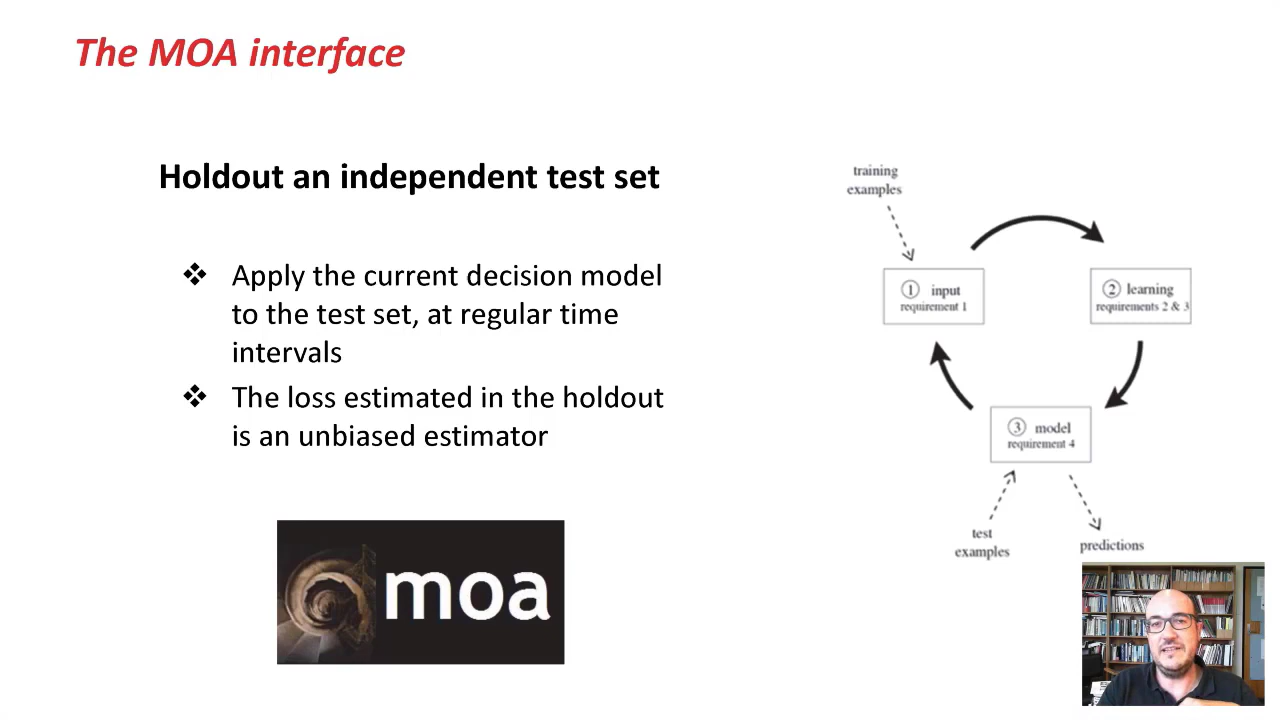 The MOA interface
Holdout an independent test set
❖ Apply the current decision model
to the test set, at regular time
intervals
❖ The loss estimated in the holdout
is an unbiased estimator
moa
training
examples
1 input
requirement 1
2 learning
requirements 2 & 3
3 model
requirement 4
test
examples
predictions